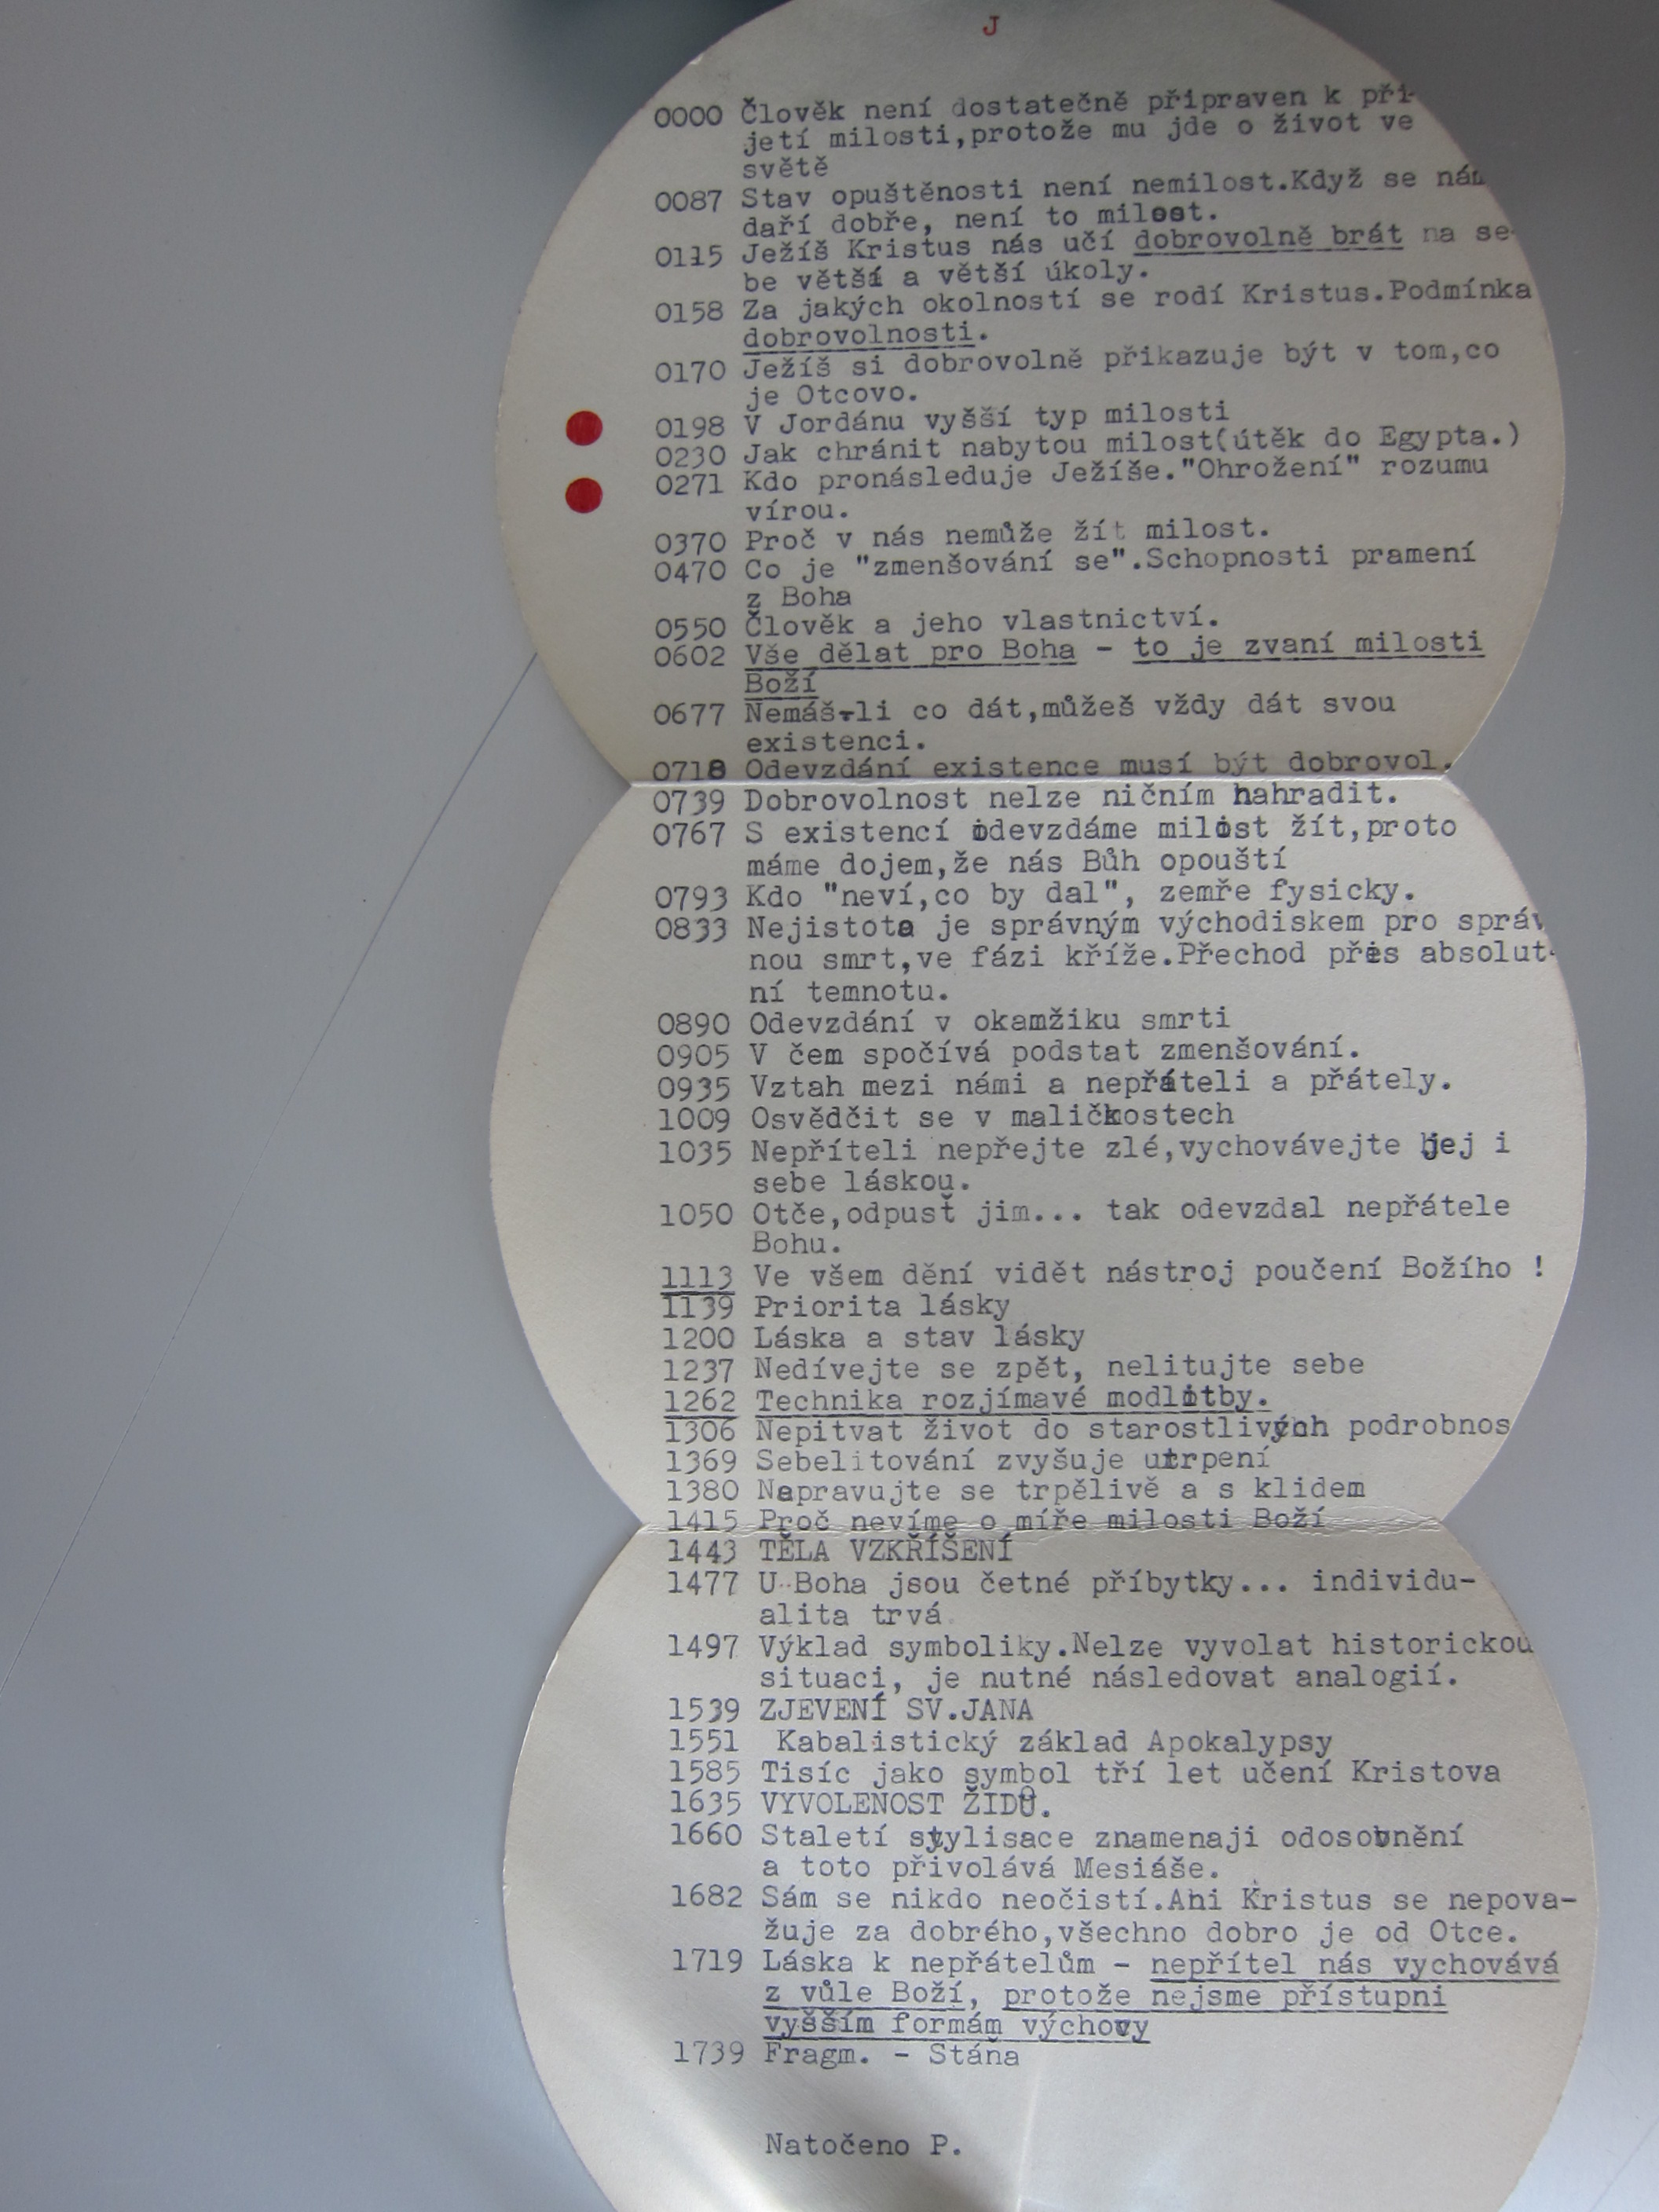 J
0000 Člověk není dostatečně připraven k při-
jetí milosti,protože mu jde o život ve
světě
0087 Stav opuštěnosti není nemilost.Když se nám
daří dobře, není to milost.
0115 Ježíš Kristus nás učí dobrovolně brát na se-
be větší a větší úkoly.
0158 Za jakých okolností se rodí Kristus.Podmínka
dobrovolnosti.
0170 Ježíš si dobrovolně přikazuje být v tom,co
je Otcovo.
0198 V Jordánu vyšší typ milosti
0230 Jak chránit nabytou milost(útěk do Egypta.)
0271 Kdo pronásleduje Ježíše."Ohrožení" rozumu
vírou.
0370 Proč v nás nemůže žít milost.
0470 Co je "zmenšování se".Schopnosti pramení
z Boha
0550 Člověk a jeho vlastnictví.
0602 Vše dělat pro Boha - to je zvaní milosti
Boží
0677 Nemáš-li co dát,můžeš vždy dát svou
existenci.
0718 Odevzdání existence musí být dobrovol.
0739 Dobrovolnost nelze ničním nahradit.
0767 S existencí odevzdáme milost žít,proto
máme dojem,že nás Bůh opouští
0793 Kdo "neví,co by dal", zemře fysicky.
0833 Nejistota je správným východiskem pro správ
nou smrt,ve fázi kříže.Přechod přes absolut-
ní temnotu.
0890 Odevzdání v okamžiku smrti
0905 V čem spočívá podstat zmenšování.
0935 Vztah mezi námi a nepřáteli a přátely.
1009 Osvědčit se v maličkostech
1035 Nepříteli nepřejte zlé,vychovávejte jej i
sebe láskou.
1050 Otče,odpusť jim... tak odevzdal nepřátele
Bohu.
1113 Ve všem dění vidět nástroj poučení Božího !
1139 Priorita lásky
1200 Láska a stav lásky
1237 Nedívejte se zpět, nelitujte sebe
1262 Technika rozjímavé modlitby.
1306 Nepitvat život do starostlivých podrobnos
1369 Sebelitování zvyšuje utrpení
1380 Napravujte se trpělivě a s klidem
1415 Proč nevíme o míře milosti Boží
1443 TĚLA VZKŘÍŠENÍ
1477 U Boha jsou četné příbytky... individu-
alita trvá
1497 Výklad symboliky.Nelze vyvolat historickou
situaci, je nutné následovat analogií.
1539 ZJEVENÍ SV.JANA
1551 Kabalistický základ Apokalypsy
1585 Tisíc jako symbol tří let učení Kristova
1635 VYVOLENOST ŽIDŮ.
1660 Staletí stylisace znamenaji odosobnění
a toto přivolává Mesiáše.
1682 Sám se nikdo neočistí.Ani Kristus se nepova-
žuje za dobrého,všechno dobro je od Otce.
1719 Láska k nepřátelům - nepřítel nás vychovává
z vůle Boží, protože nejsme přístupni
vyšším formám výchovy
1739 Fragm. - Stána
Natočeno P.